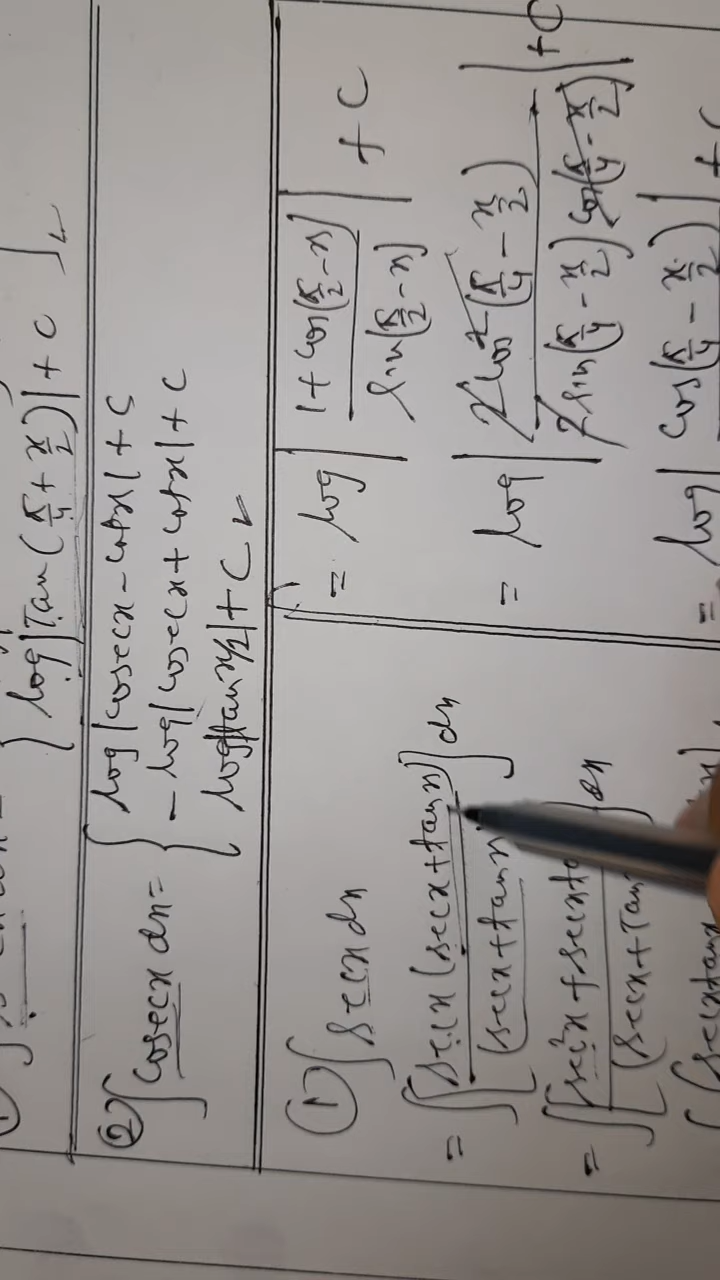 log|Tan(π/4 + x/2)| + C
② ∫cosecx dx = { log|cosecx - cotx| + C
- log|cosecx + cotx| + C
log|tan x/2| + C
① ∫secx dx
= ∫[secx (secx + tanx) / (secx + tanx)] dx
= ∫[sec²x + secx / (secx + Tan ] dx
= log | 1 + cos(π/2 - x) / sin(π/2 - x) | + C
= log | 2cos²(π/4 - x/2) / 2sin(π/4 - x/2) cos(π/4 - x/2) | + C
= log | cos(π/4 - x/2) | + C